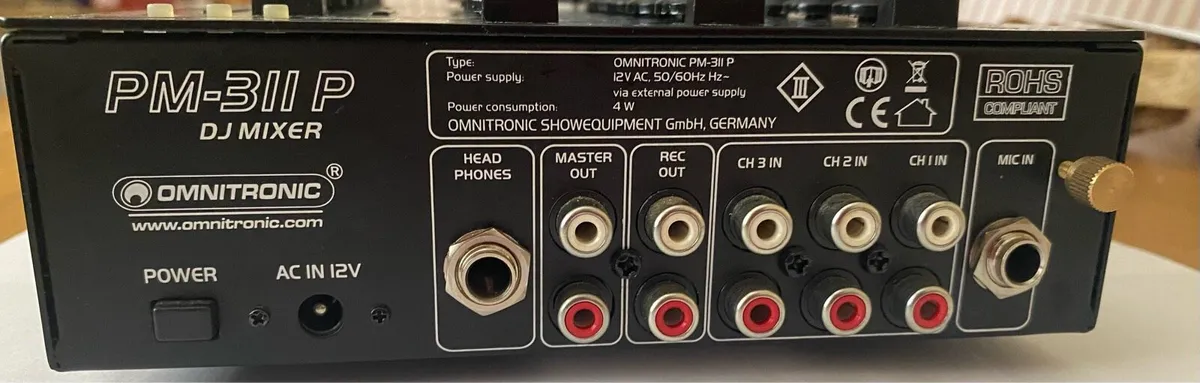 PM-311 P
DJ MIXER
OMNITRONIC ®
www.omnitronic.com
POWER
AC IN 12V
Type: OMNITRONIC PM-311 P
Power supply: 12V AC, 50/60Hz Hz~
via external power supply
Power consumption: 4 W
OMNITRONIC SHOWEQUIPMENT GmbH, GERMANY
III
CE
ROHS
COMPLIANT
HEAD
PHONES
MASTER
OUT
REC
OUT
CH 3 IN
CH 2 IN
CH 1 IN
MIC IN